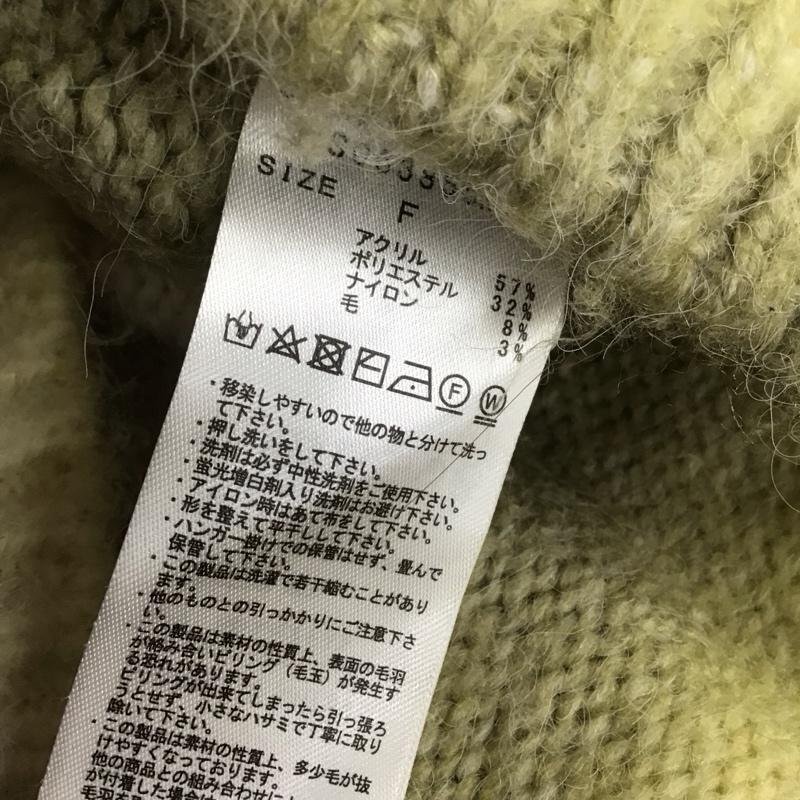 SIZE F
アクリル 57%
ポリエステル 32%
ナイロン 8%
毛 3%
F W
・移染しやすいので他の物と分けて洗っ
て下さい。
・押し洗いをして下さい。
・洗剤は必ず中性洗剤をご使用下さい。
・蛍光増白剤入り洗剤はお避け下さい。
・アイロン時はあて布をして下さい。
・形を整えて平干しして下さい。
・ハンガー掛けでの保管はせず、畳んで
保管して下さい。
・この製品は洗濯で若干縮むことがあり
ます。
・他のものとの引っかかりにご注意下さ
い。
・この製品は素材の性質上、表面の毛羽
が絡み合いピリング（毛玉）が発生す
る恐れがあります。
ピリングが出来てしまったら引っ張ろ
うとせず、小さなハサミで丁寧に取り
除いて下さい。
・この製品は素材の性質上、多少毛が抜
けやすくなっております。
他の商品との組み合わせに
が付着した場合は